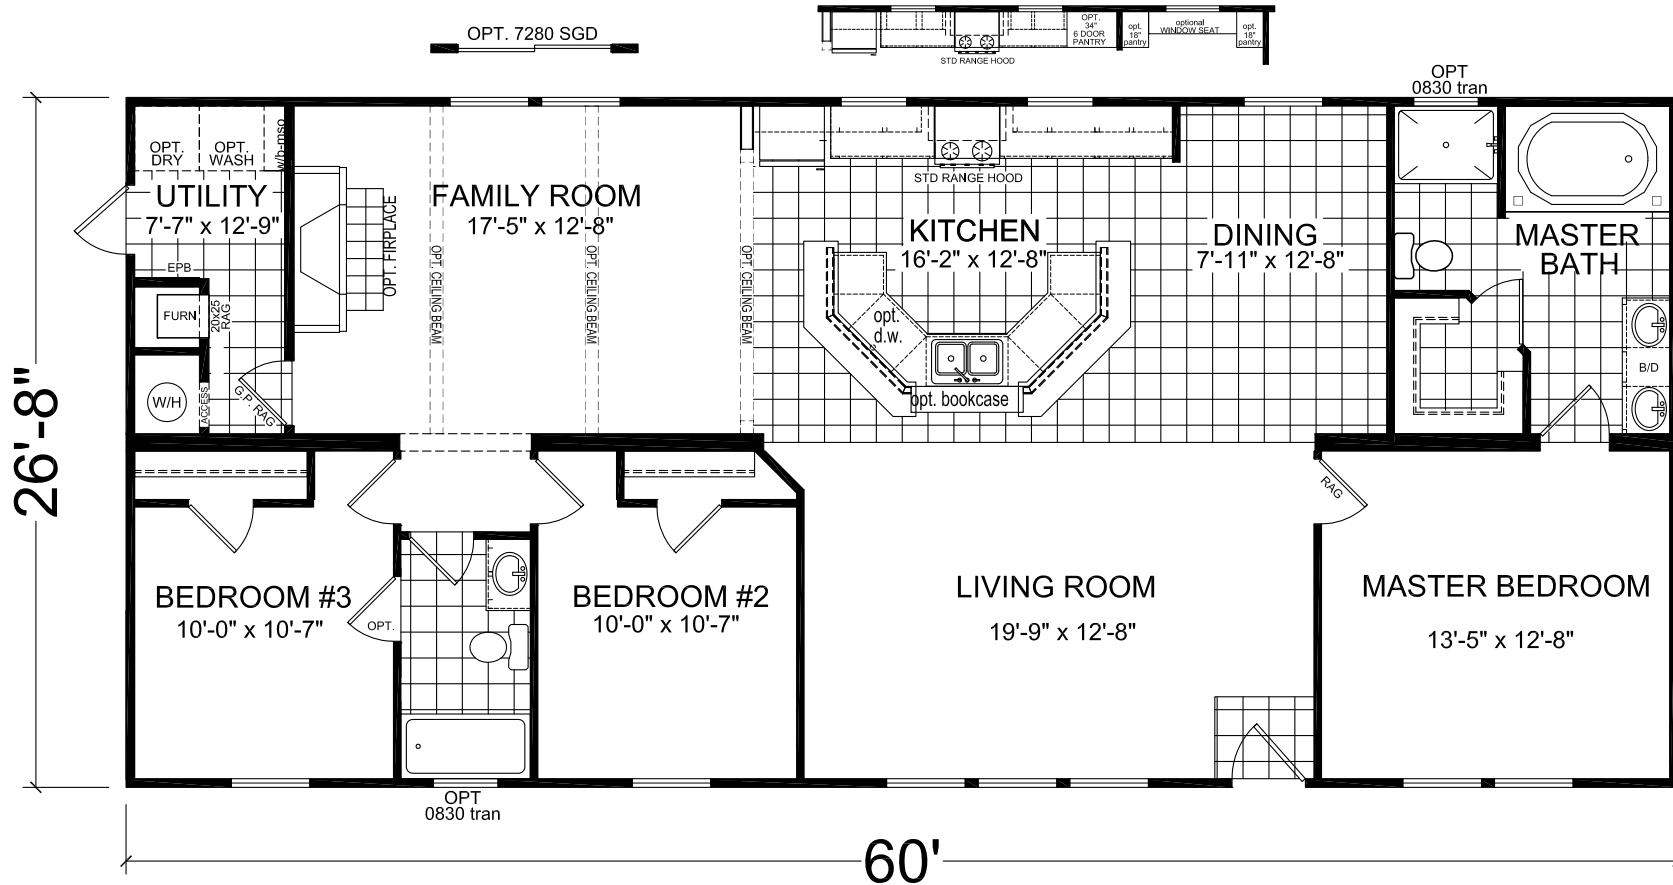 OPT. 7280 SGD
OPT.
34"
6 DOOR
PANTRY
opt.
18"
pantry
optional
WINDOW SEAT
opt.
18"
pantry
STD RANGE HOOD
OPT
0830 tran
OPT.
DRY
OPT.
WASH
w/b-mso
UTILITY
7'-7" x 12'-9"
EPB
FURN
20x25
RAG
W/H
ACCESS
G.P. RAG
OPT. FIRPLACE
FAMILY ROOM
17'-5" x 12'-8"
OPT. CEILING BEAM
OPT. CEILING BEAM
OPT. CEILING BEAM
STD RANGE HOOD
KITCHEN
16'-2" x 12'-8"
opt.
d.w.
opt. bookcase
DINING
7'-11" x 12'-8"
MASTER
BATH
B/D
26'-8"
BEDROOM #3
10'-0" x 10'-7"
OPT.
BEDROOM #2
10'-0" x 10'-7"
LIVING ROOM
19'-9" x 12'-8"
RAG
MASTER BEDROOM
13'-5" x 12'-8"
OPT
0830 tran
60'